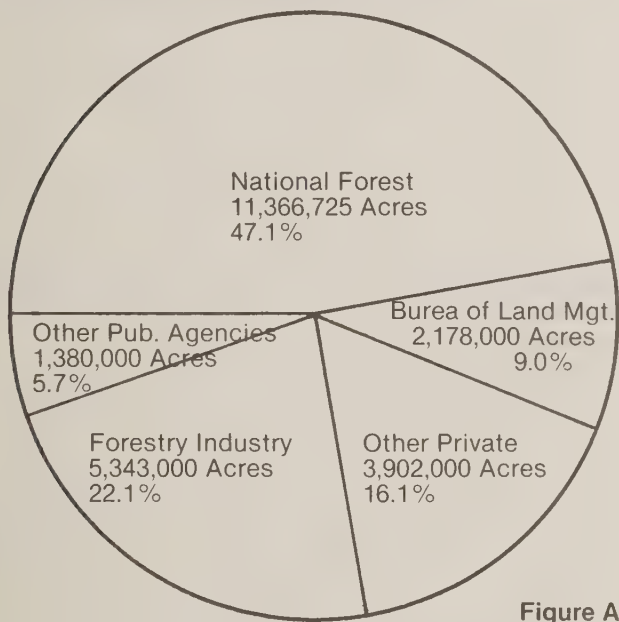 National Forest
11,366,725 Acres
47.1%
Burea of Land Mgt.
2,178,000 Acres
9.0%
Other Pub. Agencies
1,380,000 Acres
5.7%
Forestry Industry
5,343,000 Acres
22.1%
Other Private
3,902,000 Acres
16.1%
Figure A